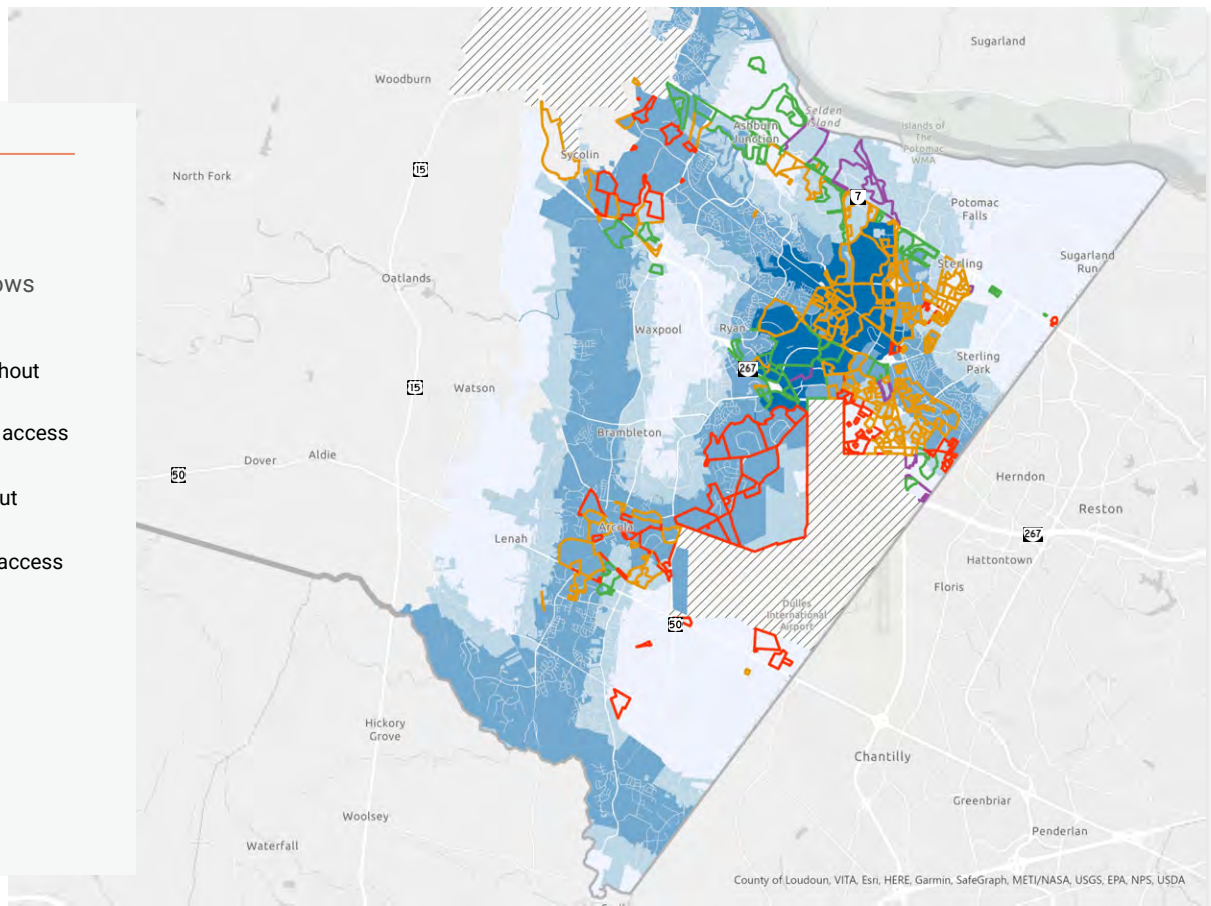 ows
hout
access
ut
access
Sugarland
Woodburn
Selden
Island
Ashburn
Junction
Islands of
The
Potomac
WMA
Sycolin
15
North Fork
7
Potomac
Falls
Sugarland
Run
Sterling
Oatlands
Waxpool
Ryan
267
Sterling
Park
15
Watson
Brambleton
Dover
Aldie
50
Herndon
Reston
Arcola
Lenah
267
Hattontown
Floris
Dulles
International
Airport
50
Hickory
Grove
Chantilly
Greenbriar
Woolsey
Penderlan
Waterfall
County of Loudoun, VITA, Esri, HERE, Garmin, SafeGraph, METI/NASA, USGS, EPA, NPS, USDA